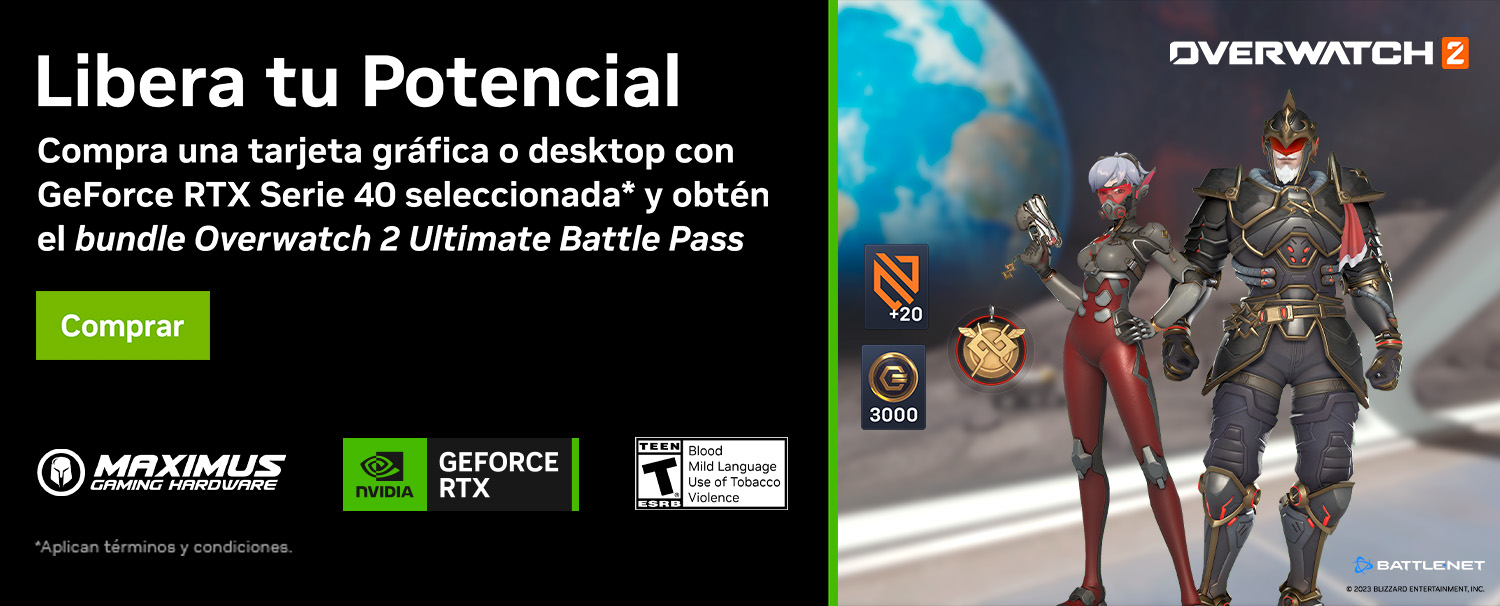 Libera tu Potencial
Compra una tarjeta gráfica o desktop con
GeForce RTX Serie 40 seleccionada* y obtén
el bundle Overwatch 2 Ultimate Battle Pass
Comprar
MAXIMUS
GAMING HARDWARE
NVIDIA
GEFORCE
RTX
TEEN
T
ESRB
Blood
Mild Language
Use of Tobacco
Violence
*Aplican términos y condiciones.
OVERWATCH 2
+20
3000
BATTLENET
© 2023 BLIZZARD ENTERTAINMENT, INC.